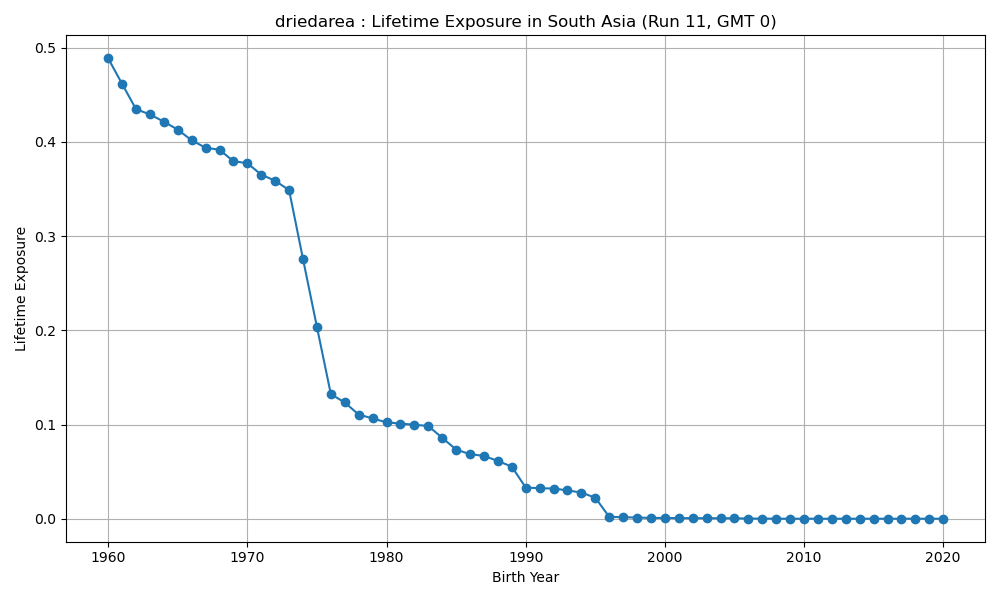 driedarea : Lifetime Exposure in South Asia (Run 11, GMT 0)
Lifetime Exposure
0.5
0.4
0.3
0.2
0.1
0.0
1960 1970 1980 1990 2000 2010 2020
Birth Year